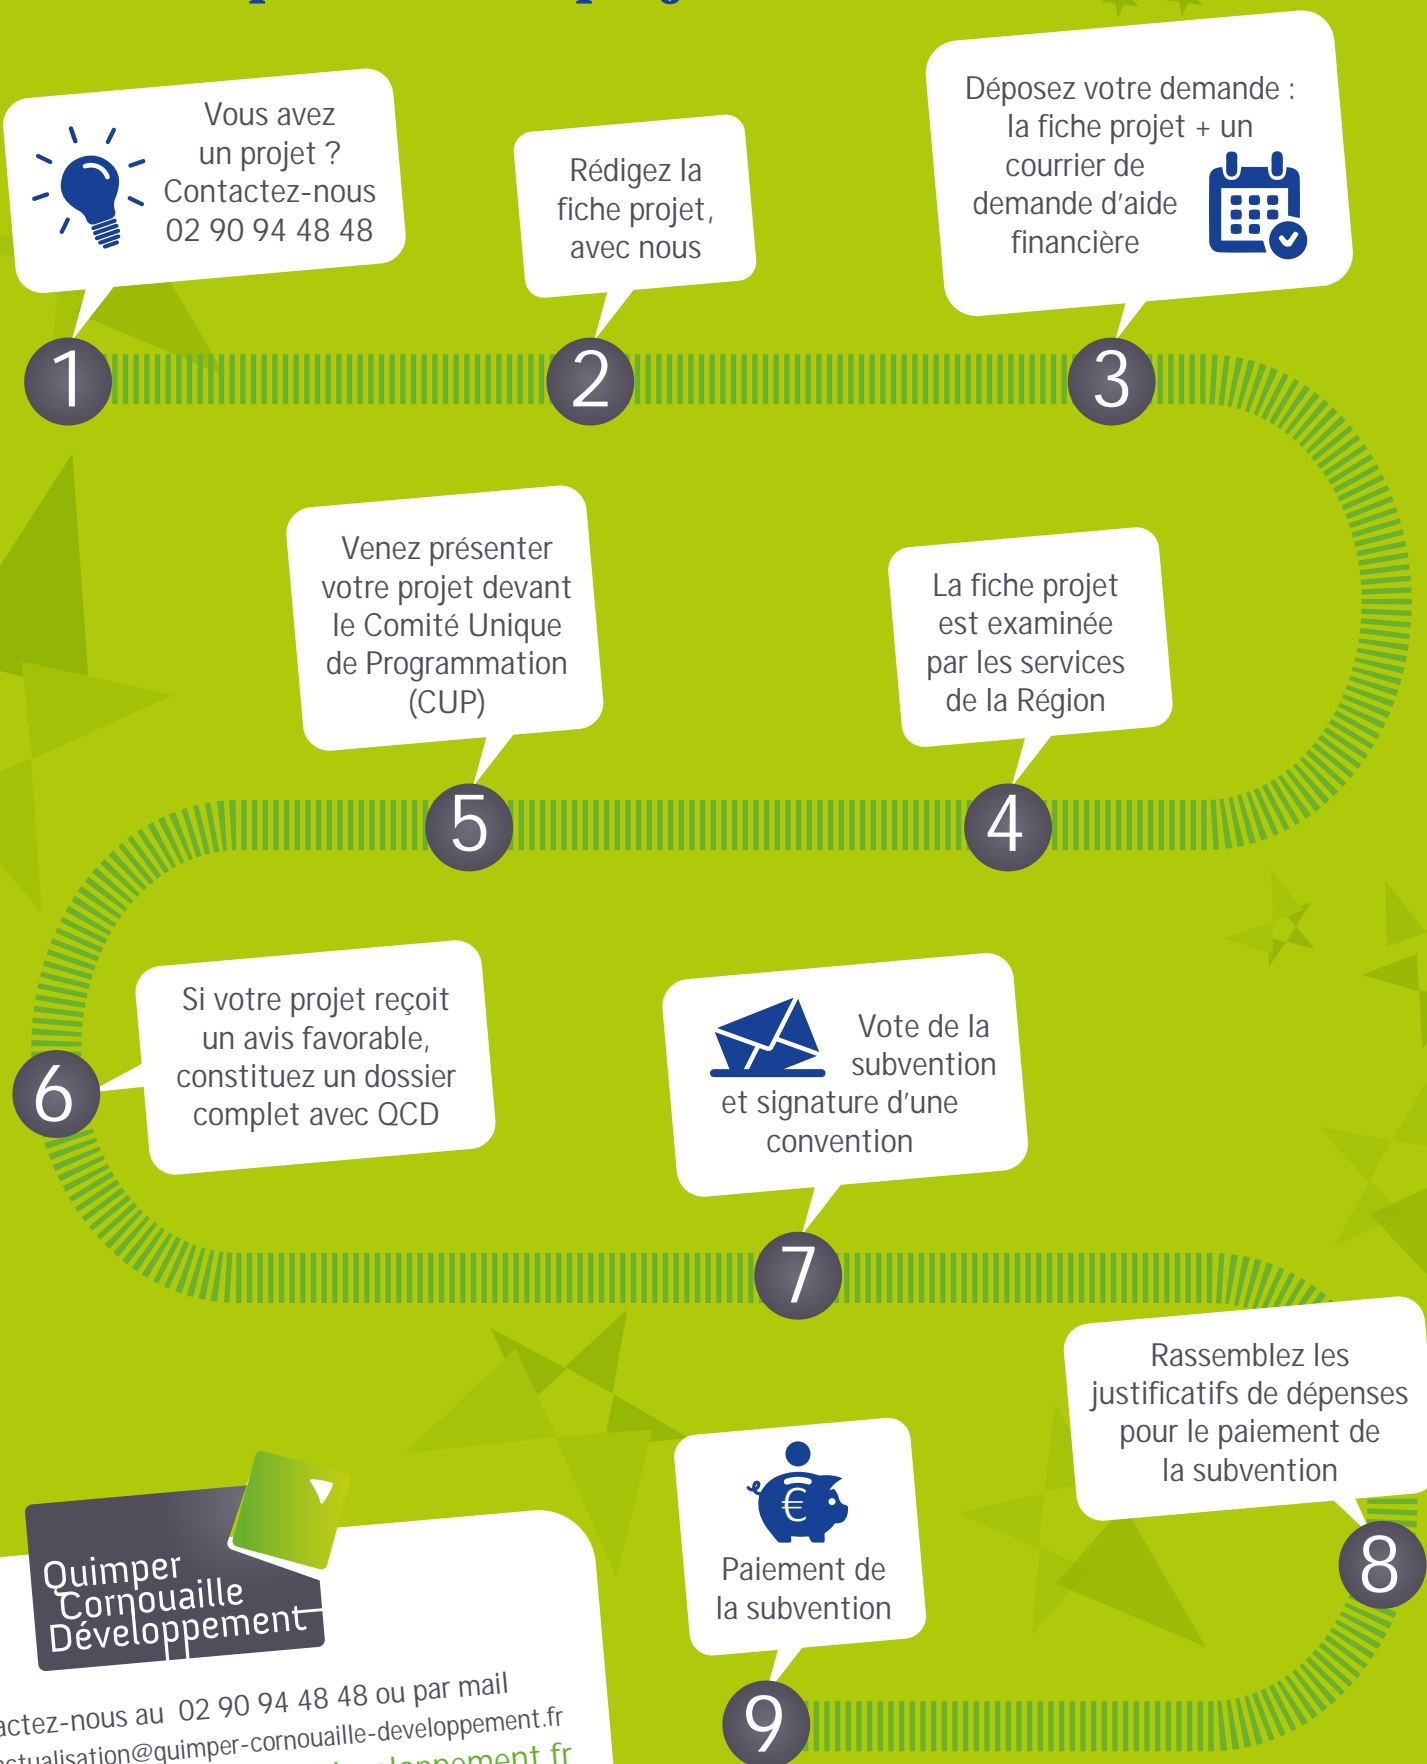 Vous avez
un projet ?
Contactez-nous
02 90 94 48 48
1
Rédigez la
fiche projet,
avec nous
2
Déposez votre demande :
la fiche projet + un
courrier de
demande d'aide
financière
3
La fiche projet
est examinée
par les services
de la Région
4
Venez présenter
votre projet devant
le Comité Unique
de Programmation
(CUP)
5
Si votre projet reçoit
un avis favorable,
constituez un dossier
complet avec QCD
6
Vote de la
subvention
et signature d'une
convention
7
Rassemblez les
justificatifs de dépenses
pour le paiement de
la subvention
8
€
Paiement de
la subvention
9
Quimper
Cornouaille
Développement
actez-nous au 02 90 94 48 48 ou par mail
actualisation@quimper-cornouaille-developpement.fr